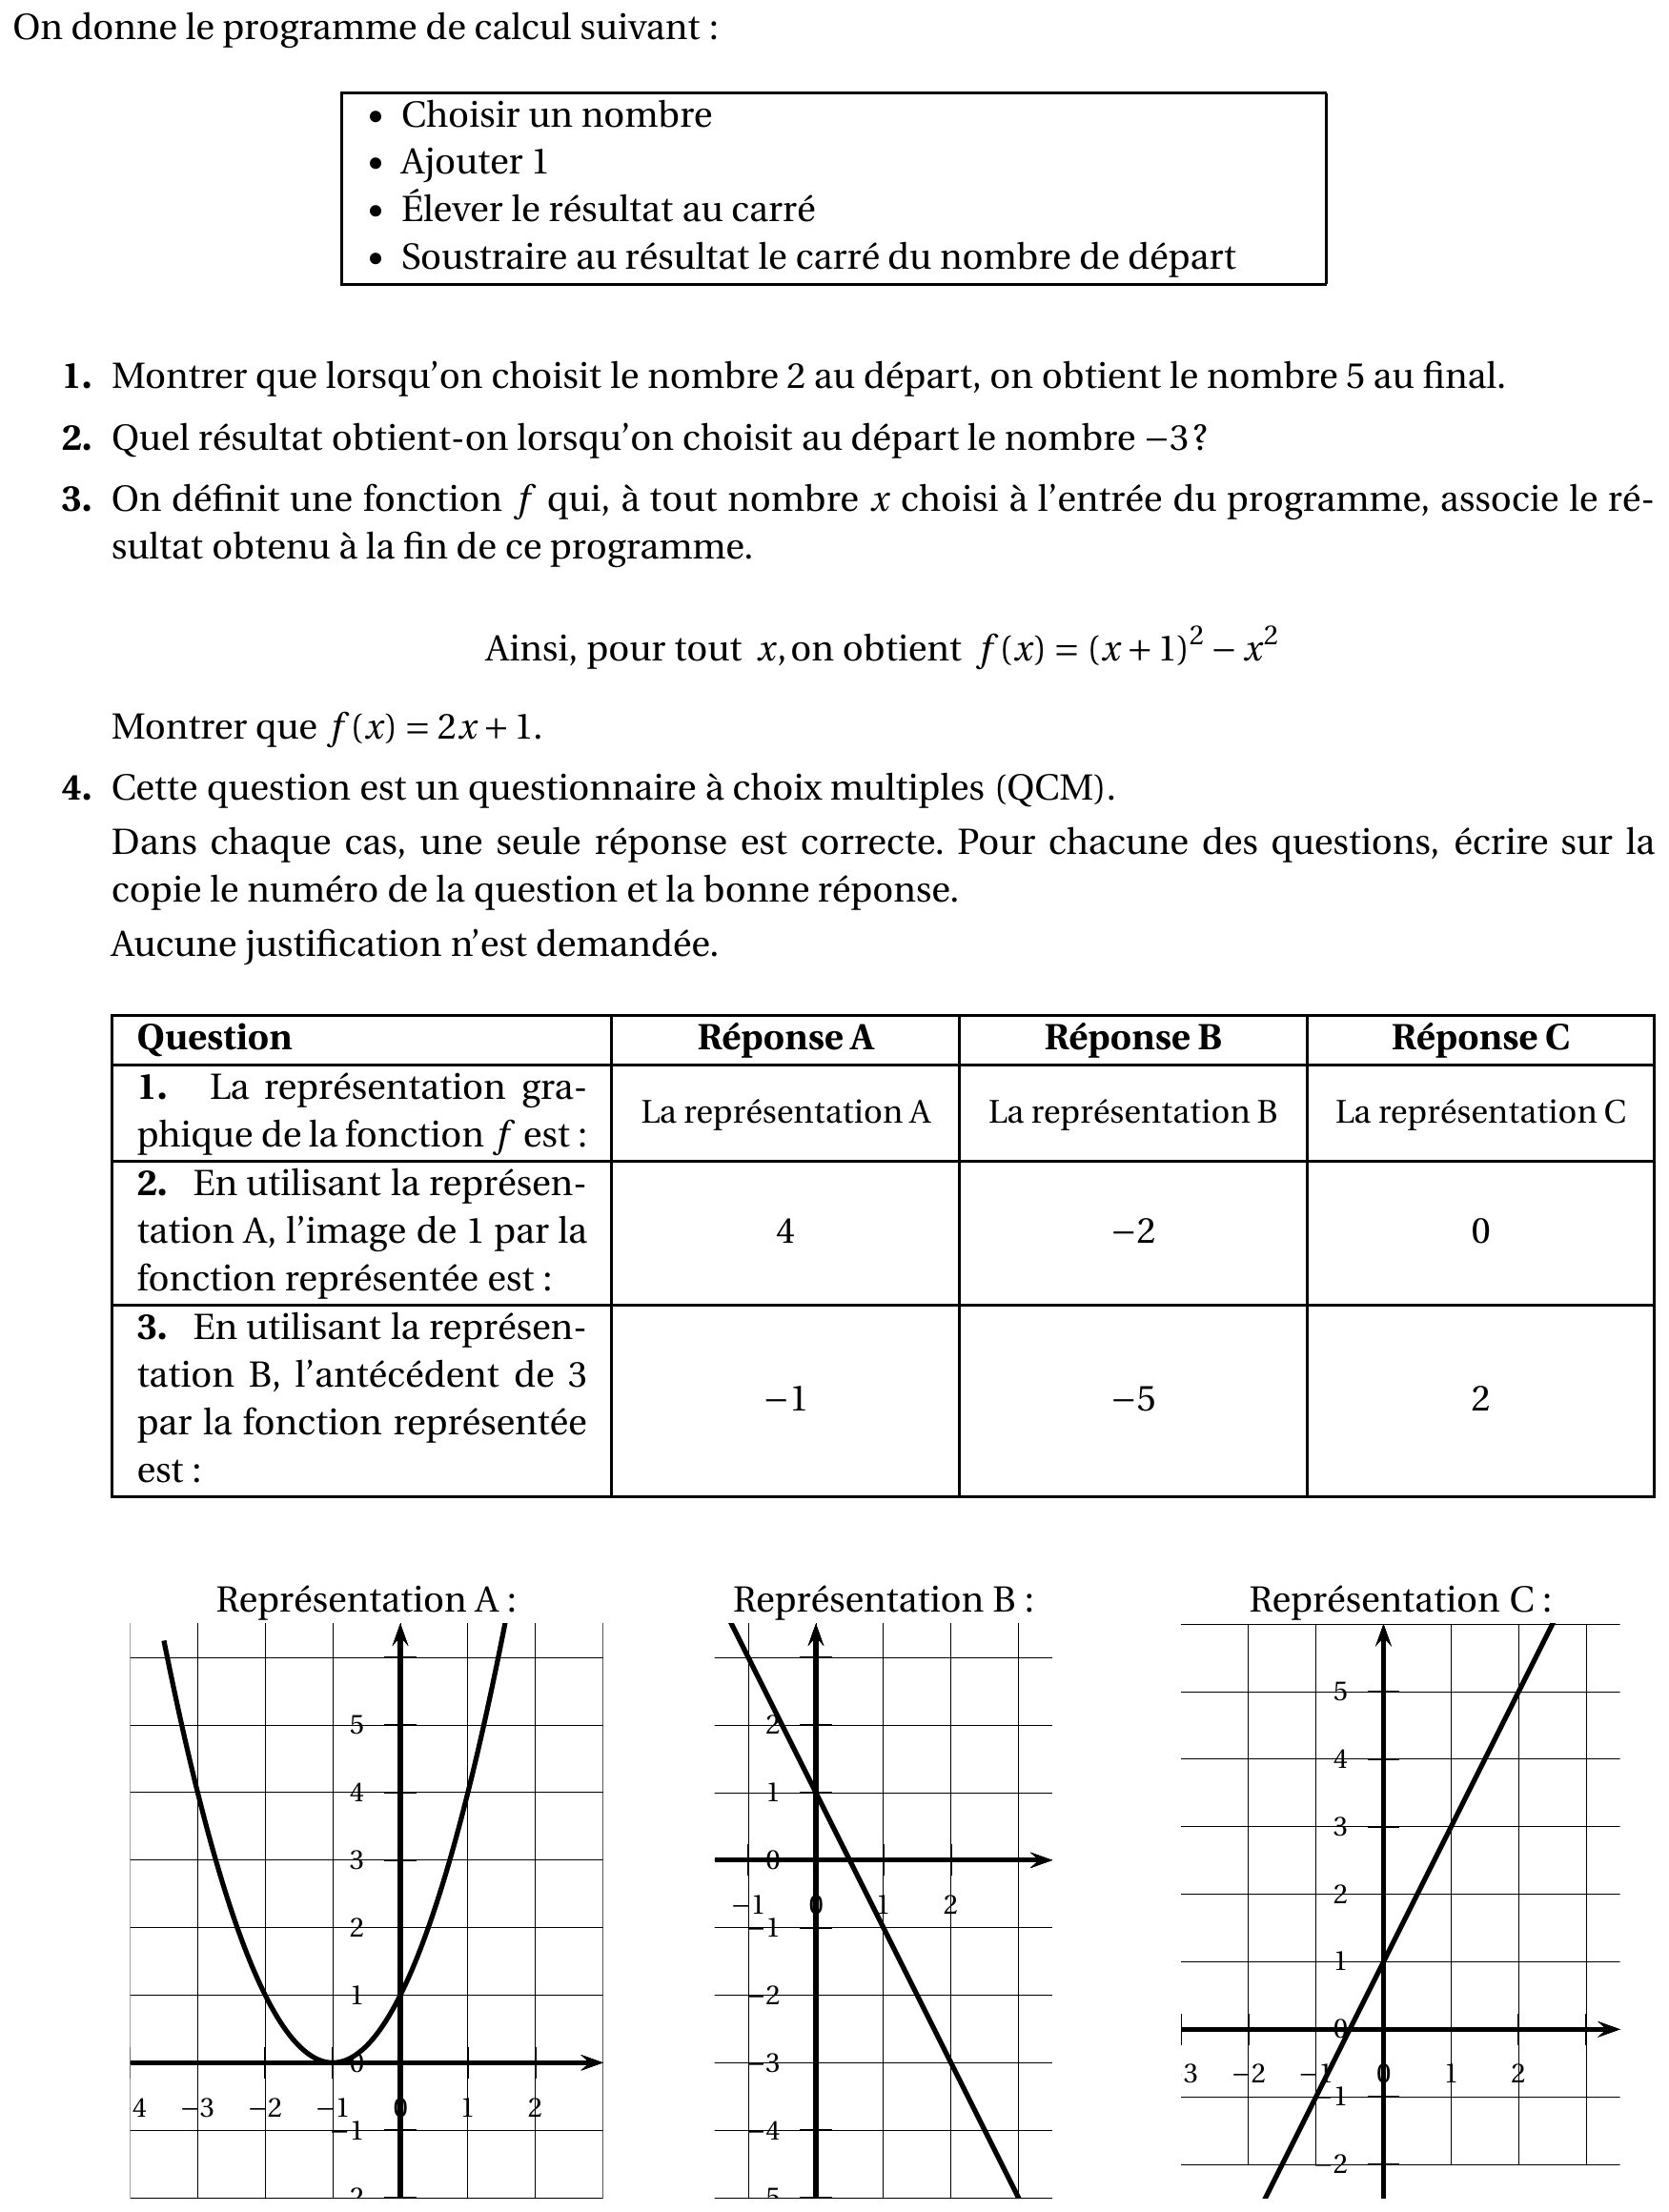 On donne le programme de calcul suivant :
• Choisir un nombre
• Ajouter 1
• Élever le résultat au carré
• Soustraire au résultat le carré du nombre de départ
1. Montrer que lorsqu'on choisit le nombre 2 au départ, on obtient le nombre 5 au final.
2. Quel résultat obtient-on lorsqu'on choisit au départ le nombre −3 ?
3. On définit une fonction f qui, à tout nombre x choisi à l'entrée du programme, associe le ré-
sultat obtenu à la fin de ce programme.
Ainsi, pour tout x, on obtient f(x) = (x + 1)² − x²
Montrer que f(x) = 2x + 1.
4. Cette question est un questionnaire à choix multiples (QCM).
Dans chaque cas, une seule réponse est correcte. Pour chacune des questions, écrire sur la
copie le numéro de la question et la bonne réponse.
Aucune justification n'est demandée.
Question Réponse A Réponse B Réponse C
1. La représentation gra-
phique de la fonction f est :
La représentation A La représentation B La représentation C
2. En utilisant la représen-
tation A, l'image de 1 par la
fonction représentée est :
4 −2 0
3. En utilisant la représen-
tation B, l'antécédent de 3
par la fonction représentée
est :
−1 −5 2
Représentation A :
5
4
3
2
1
0
4 −3 −2 −1 0 1 2
−1
2
Représentation B :
2
1
0
−1 0 1 2
−1
−2
−3
−4
5
Représentation C :
5
4
3
2
1
0
3 −2 −1 0 1 2
−1
−2